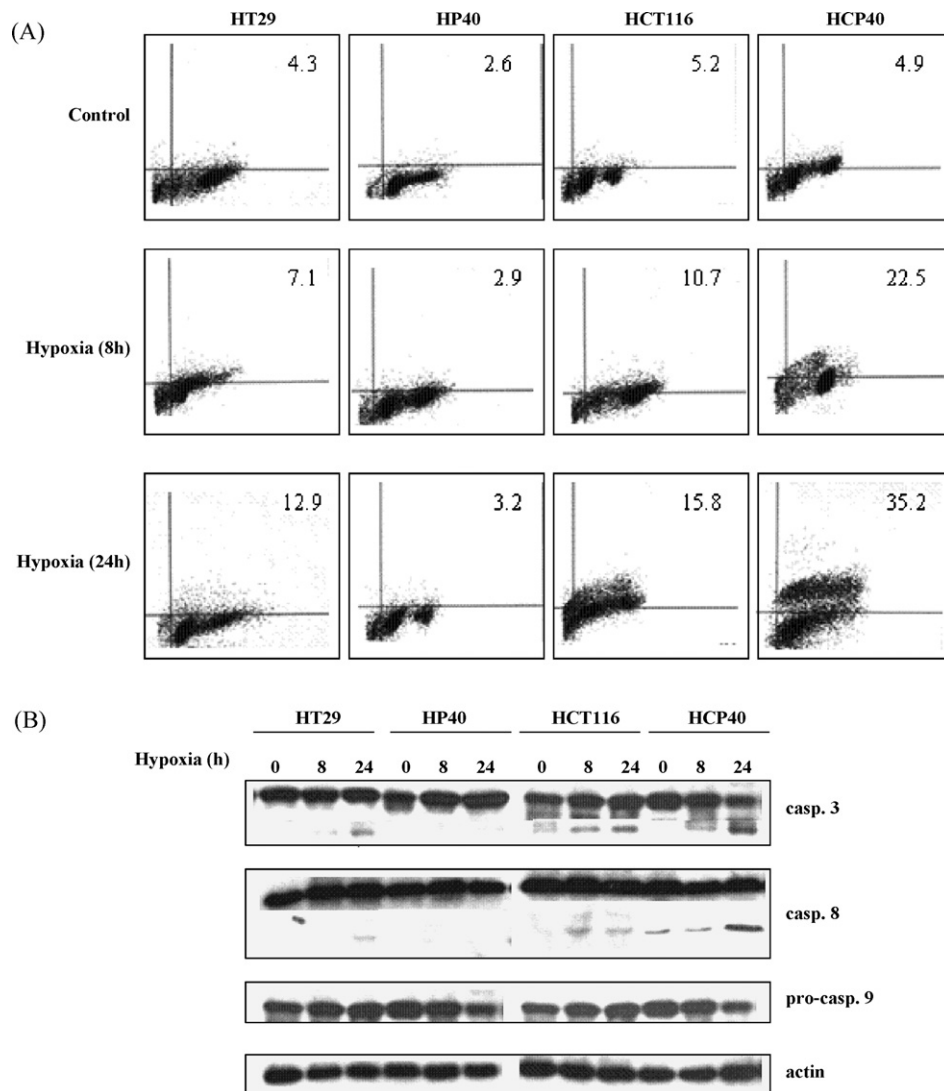 (A)
HT29 HP40 HCT116 HCP40
Control 4.3 2.6 5.2 4.9
Hypoxia (8h) 7.1 2.9 10.7 22.5
Hypoxia (24h) 12.9 3.2 15.8 35.2
(B)
HT29 HP40 HCT116 HCP40
Hypoxia (h) 0 8 24 0 8 24 0 8 24 0 8 24
casp. 3
casp. 8
pro-casp. 9
actin